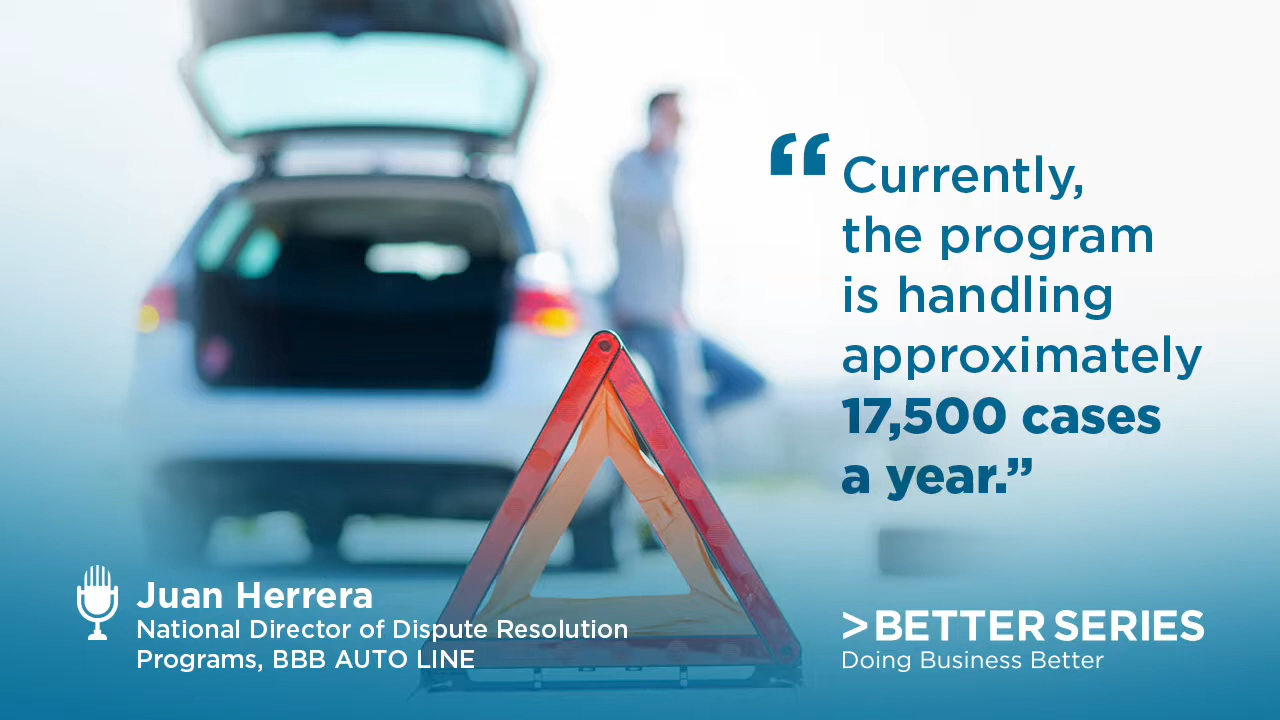 “Currently,
the program
is handling
approximately
17,500 cases
a year.”
Juan Herrera
National Director of Dispute Resolution
Programs, BBB AUTO LINE
>BETTER SERIES
Doing Business Better